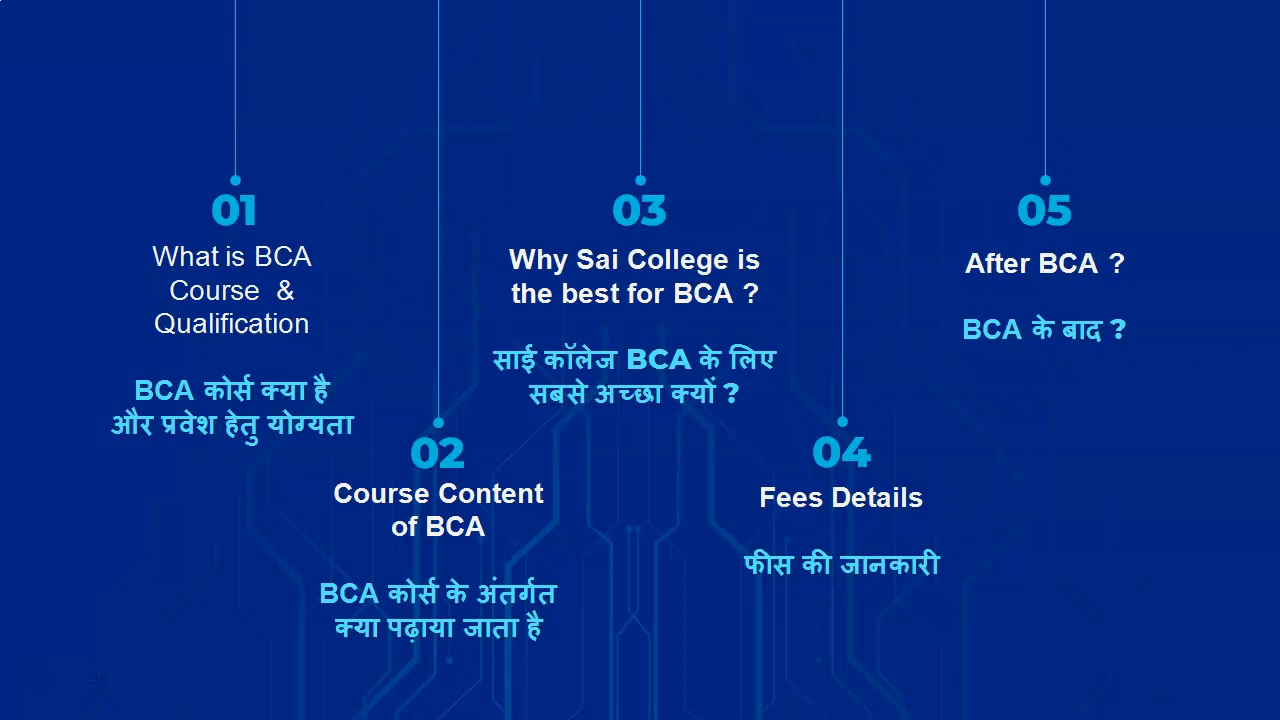 01
What is BCA
Course &
Qualification
BCA कोर्स क्या है
और प्रवेश हेतु योग्यता
02
Course Content
of BCA
BCA कोर्स के अंतर्गत
क्या पढ़ाया जाता है
03
Why Sai College is
the best for BCA ?
साई कॉलेज BCA के लिए
सबसे अच्छा क्यों ?
04
Fees Details
फीस की जानकारी
05
After BCA ?
BCA के बाद ?